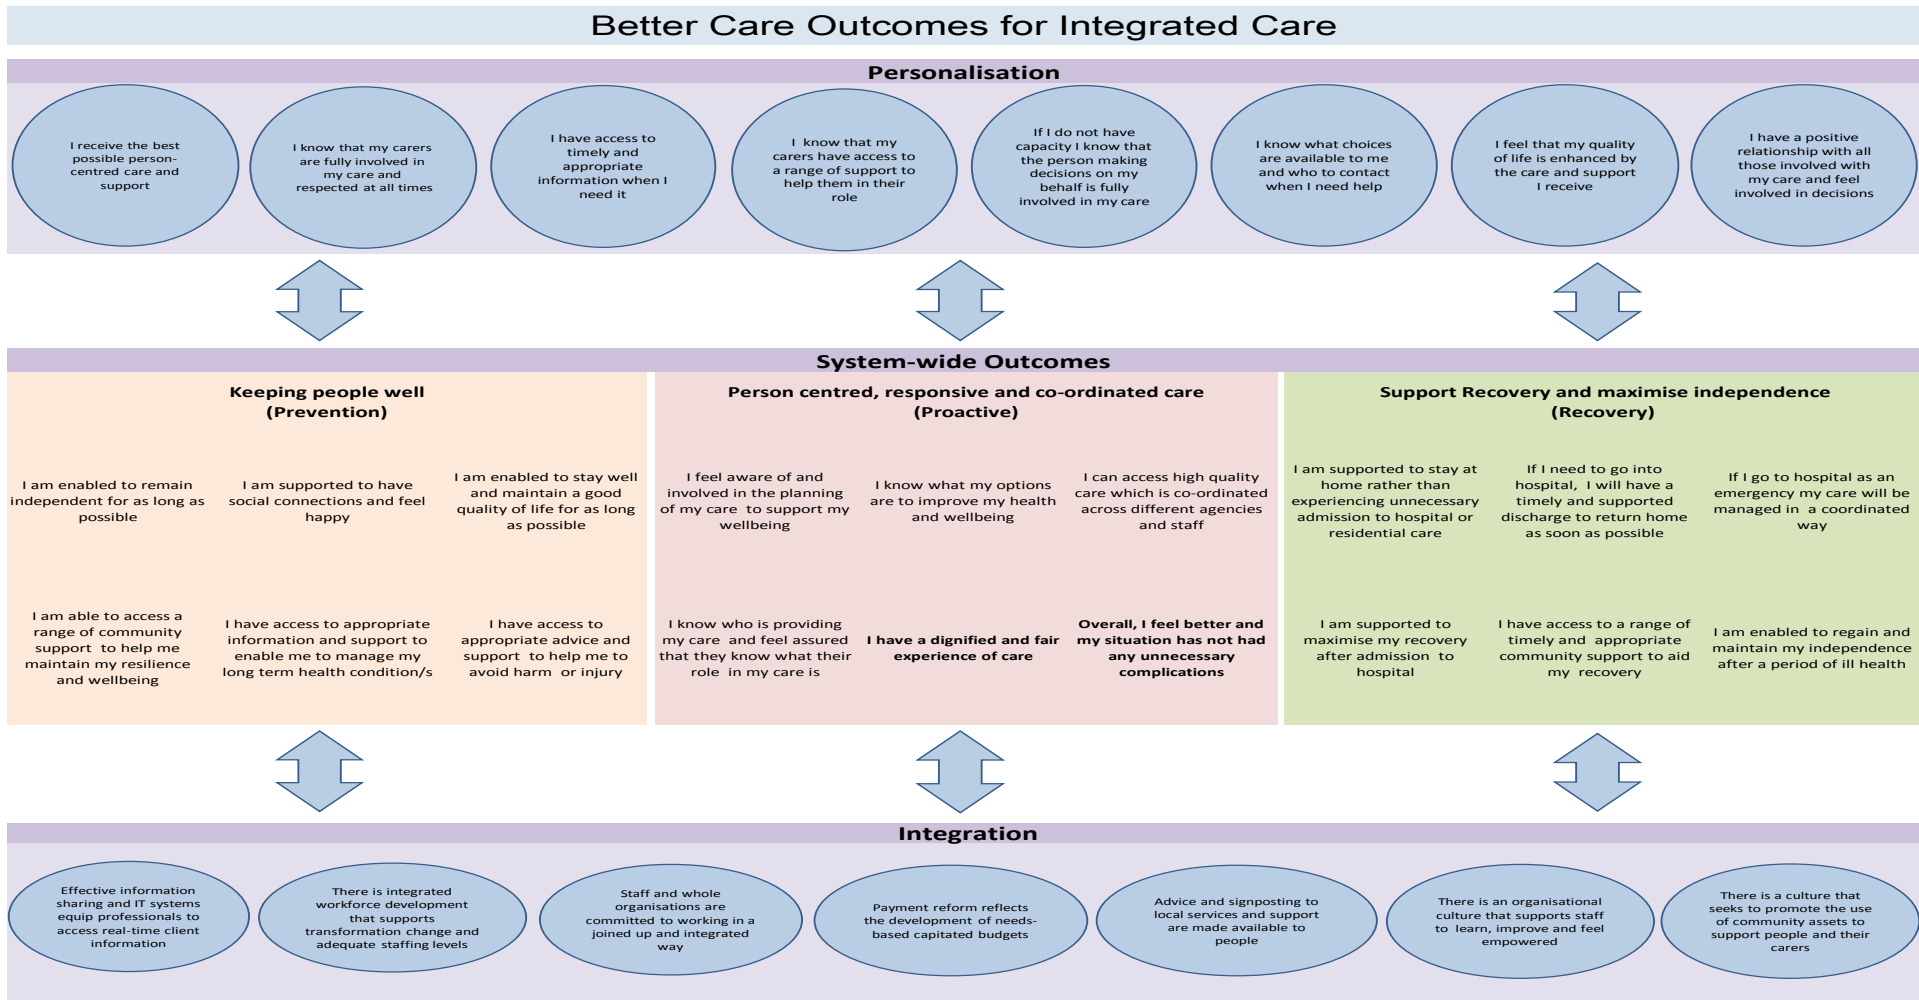 Better Care Outcomes for Integrated Care
Personalisation
I receive the best
possible person-
centred care and
support
I know that my carers
are fully involved in
my care and
respected at all times
I have access to
timely and
appropriate
information when I
need it
I know that my
carers have access to
a range of support to
help them in their
role
If I do not have
capacity I know that
the person making
decisions on my
behalf is fully
involved in my care
I know what choices
are available to me
and who to contact
when I need help
I feel that my quality
of life is enhanced by
the care and support
I receive
I have a positive
relationship with all
those involved with
my care and feel
involved in decisions
System-wide Outcomes
Keeping people well
(Prevention)
I am enabled to remain
independent for as long as
possible
I am supported to have
social connections and feel
happy
I am enabled to stay well
and maintain a good
quality of life for as long
as possible
I am able to access a
range of community
support to help me
maintain my resilience
and wellbeing
I have access to appropriate
information and support to
enable me to manage my
long term health condition/s
I have access to
appropriate advice and
support to help me to
avoid harm or injury
Person centred, responsive and co-ordinated care
(Proactive)
I feel aware of and
involved in the planning
of my care to support my
wellbeing
I know what my options
are to improve my health
and wellbeing
I can access high quality
care which is co-ordinated
across different agencies
and staff
I know who is providing
my care and feel assured
that they know what their
role in my care is
I have a dignified and fair
experience of care
Overall, I feel better and
my situation has not had
any unnecessary
complications
Support Recovery and maximise independence
(Recovery)
I am supported to stay at
home rather than
experiencing unnecessary
admission to hospital or
residential care
If I need to go into
hospital, I will have a
timely and supported
discharge to return home
as soon as possible
If I go to hospital as an
emergency my care will be
managed in a coordinated
way
I am supported to
maximise my recovery
after admission to
hospital
I have access to a range of
timely and appropriate
community support to aid
my recovery
I am enabled to regain and
maintain my independence
after a period of ill health
Integration
Effective information
sharing and IT systems
equip professionals to
access real-time client
information
There is integrated
workforce development
that supports
transformation change and
adequate staffing levels
Staff and whole
organisations are
committed to working in a
joined up and integrated
way
Payment reform reflects
the development of needs-
based capitated budgets
Advice and signposting to
local services and support
are made available to
people
There is an organisational
culture that supports staff
to learn, improve and feel
empowered
There is a culture that
seeks to promote the use
of community assets to
support people and their
carers